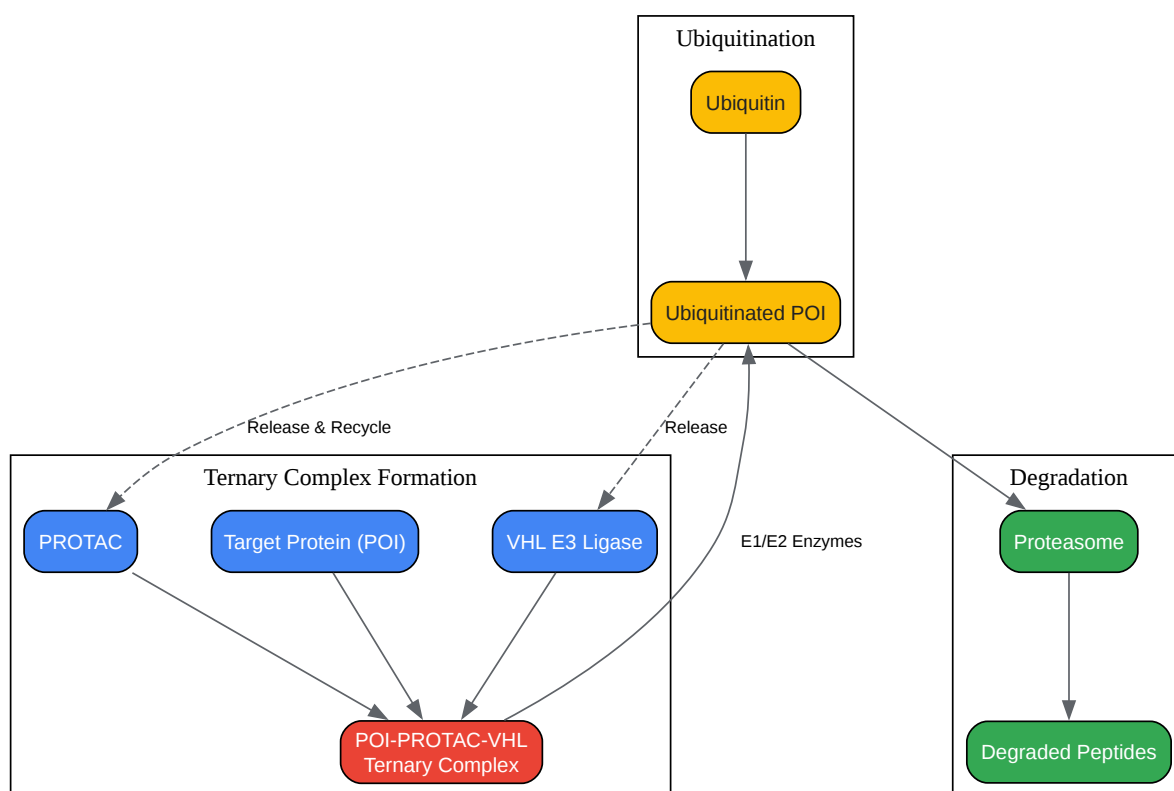 Ubiquitination
Ubiquitin
Ubiquitinated POI
Release & Recycle
Release
Ternary Complex Formation
Degradation
PROTAC
Target Protein (POI)
VHL E3 Ligase
E1/E2 Enzymes
Proteasome
POI-PROTAC-VHL
Ternary Complex
Degraded Peptides